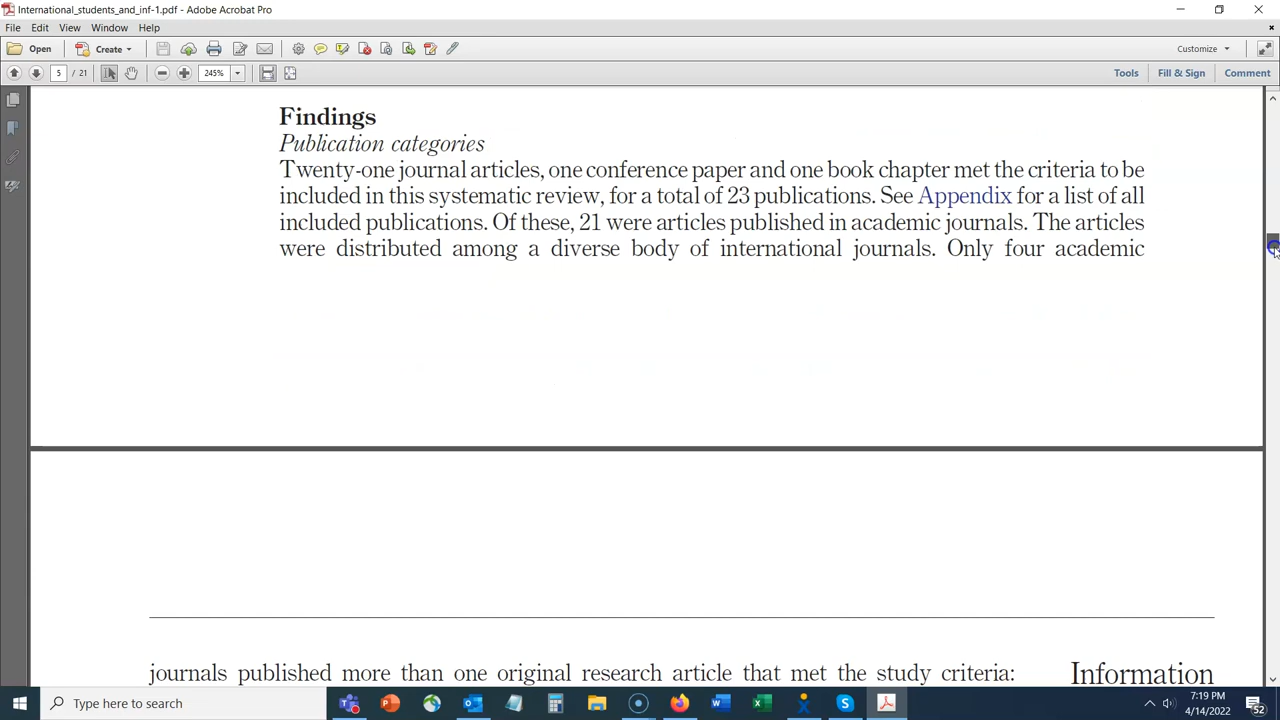 International_students_and_inf-1.pdf - Adobe Acrobat Pro
File Edit View Window Help
Open Create Customize
5 / 21 245% Tools Fill & Sign Comment
Findings
Publication categories
Twenty-one journal articles, one conference paper and one book chapter met the criteria to be
included in this systematic review, for a total of 23 publications. See Appendix for a list of all
included publications. Of these, 21 were articles published in academic journals. The articles
were distributed among a diverse body of international journals. Only four academic
journals published more than one original research article that met the study criteria:
Information
Type here to search
7:19 PM
4/14/2022
52